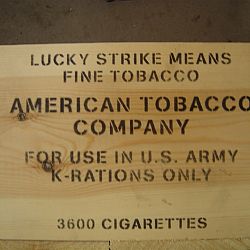 LUCKY STRIKE MEANS
FINE TOBACCO
AMERICAN TOBACCO
COMPANY
FOR USE IN U.S. ARMY
K-RATIONS ONLY
3600 CIGARETTES